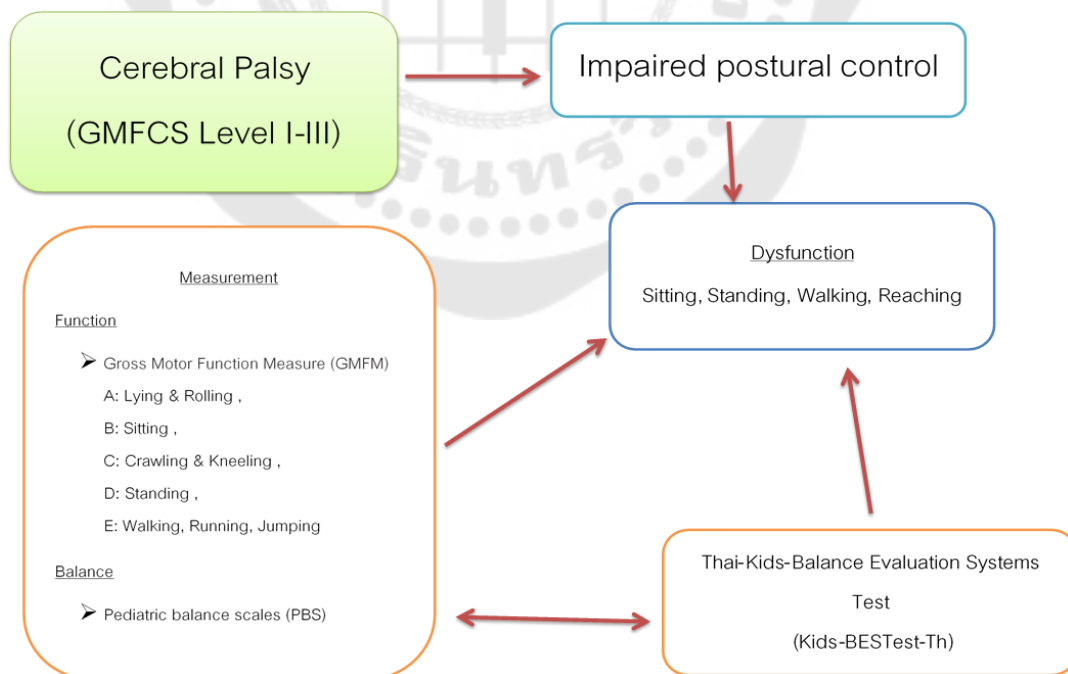 Cerebral Palsy
(GMFCS Level I-III)
Impaired postural control
Dysfunction
Sitting, Standing, Walking, Reaching
Measurement
Function
➢ Gross Motor Function Measure (GMFM)
A: Lying & Rolling ,
B: Sitting ,
C: Crawling & Kneeling ,
D: Standing ,
E: Walking, Running, Jumping
Balance
➢ Pediatric balance scales (PBS)
Thai-Kids-Balance Evaluation Systems
Test
(Kids-BESTest-Th)